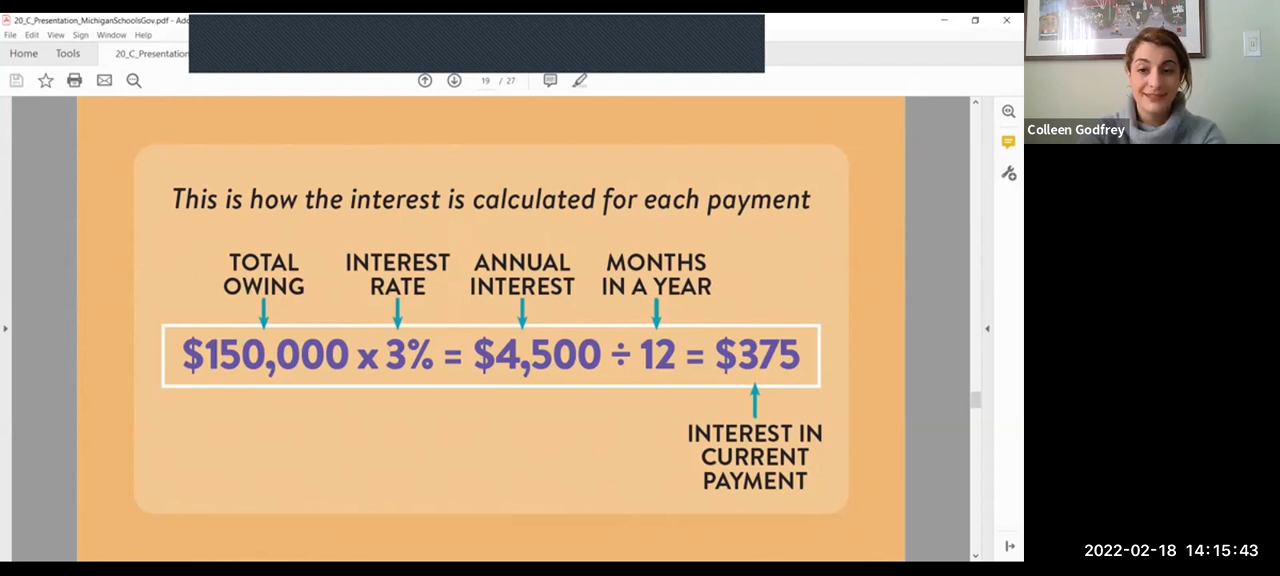 20_C_Presentation_MichiganSchoolsGov.pdf - Ado
File Edit View Sign Window Help
Home Tools 20_C_Presentation
19 / 27
This is how the interest is calculated for each payment
TOTAL OWING
INTEREST RATE
ANNUAL INTEREST
MONTHS IN A YEAR
$150,000 x 3% = $4,500 ÷ 12 = $375
INTEREST IN
CURRENT
PAYMENT
Colleen Godfrey
2022-02-18 14:15:43